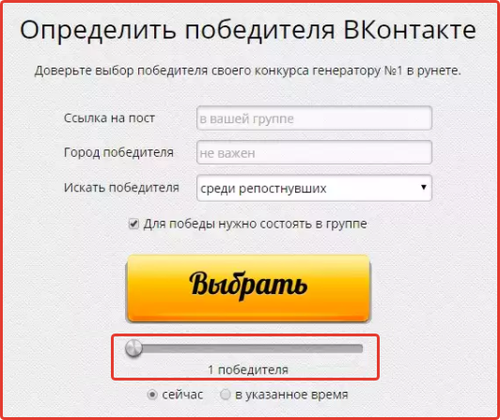 Определить победителя ВКонтакте
Доверьте выбор победителя своего конкурса генератору №1 в рунете.
Ссылка на пост
в вашей группе
Город победителя
не важен
Искать победителя
среди репостнувших
Для победы нужно состоять в группе
Выбрать
1 победителя
сейчас в указанное время